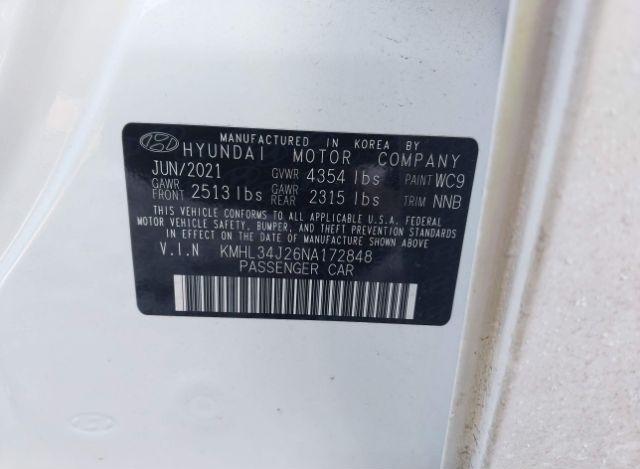 MANUFACTURED IN KOREA BY
HYUNDAI MOTOR COMPANY
JUN/2021 GVWR 4354 lbs PAINT WC9
GAWR FRONT 2513 lbs GAWR REAR 2315 lbs TRIM NNB
THIS VEHICLE CONFORMS TO ALL APPLICABLE U.S.A. FEDERAL
MOTOR VEHICLE SAFETY, BUMPER, AND THEFT PREVENTION
STANDARDS IN EFFECT ON THE DATE OF MANUFACTURE SHOWN
ABOVE.
V.I.N KMHL34J26NA172848
PASSENGER CAR